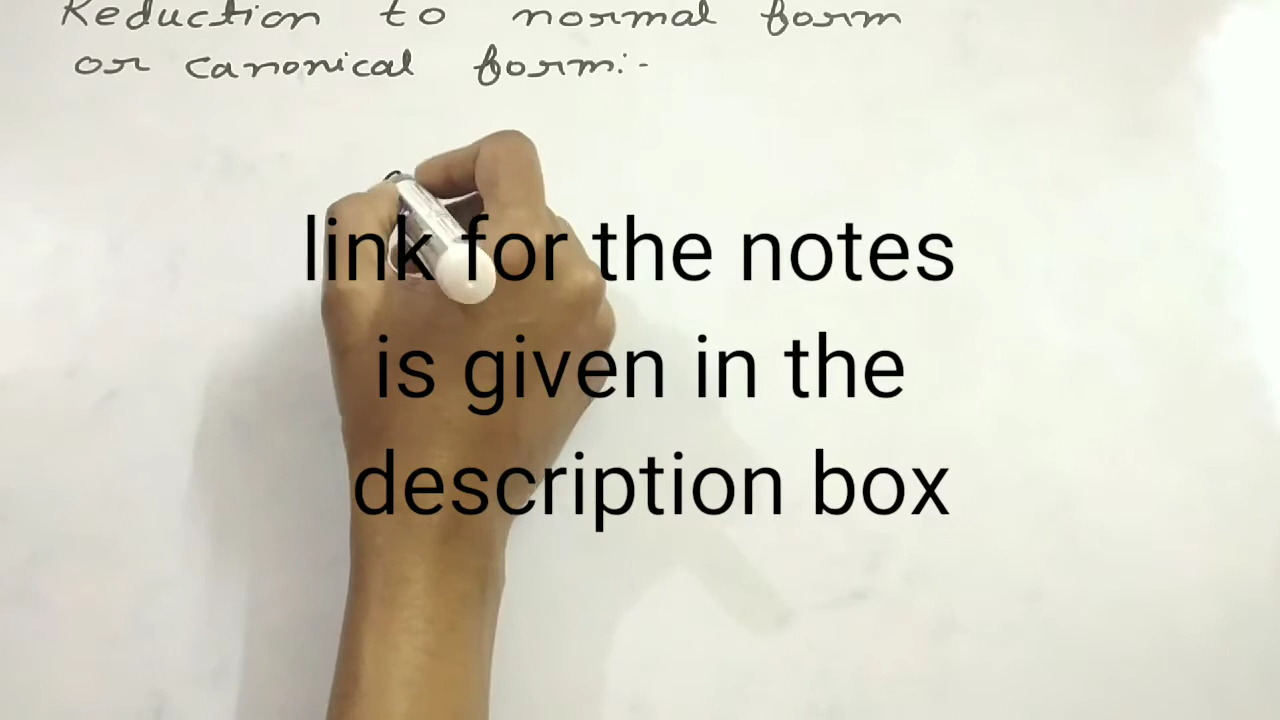 Reduction to normal form
or canonical form:-
link for the notes
is given in the
description box